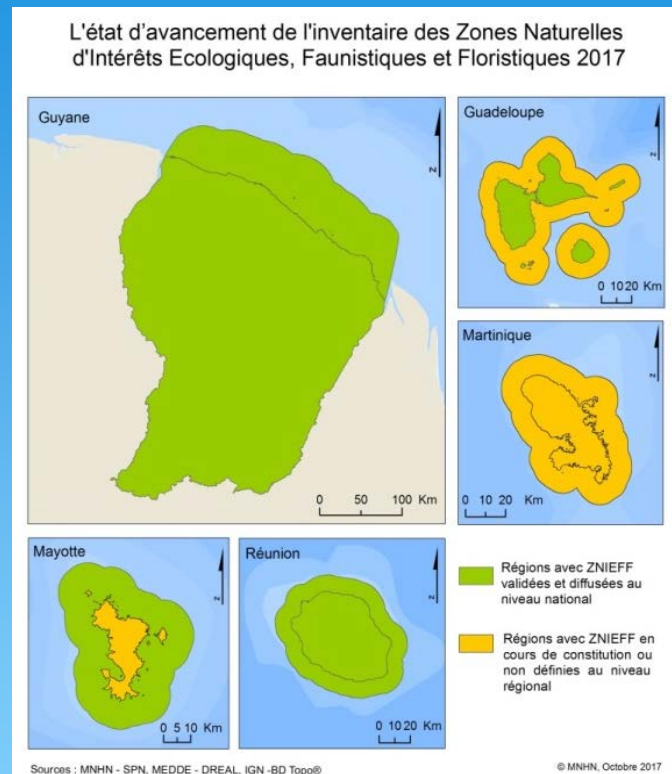 L'état d’avancement de l'inventaire des Zones Naturelles
d'Intérêts Ecologiques, Faunistiques et Floristiques 2017
Guyane
N
0 50 100 Km
Guadeloupe
N
0 10 20 Km
Martinique
N
0 10 20 Km
Mayotte
N
0 5 10 Km
Réunion
N
0 10 20 Km
Régions avec ZNIEFF
validées et diffusées au
niveau national
Régions avec ZNIEFF en
cours de constitution ou
non définies au niveau
régional
Sources : MNHN - SPN, MEDDE - DREAL, IGN -BD Topo®
© MNHN, Octobre 2017